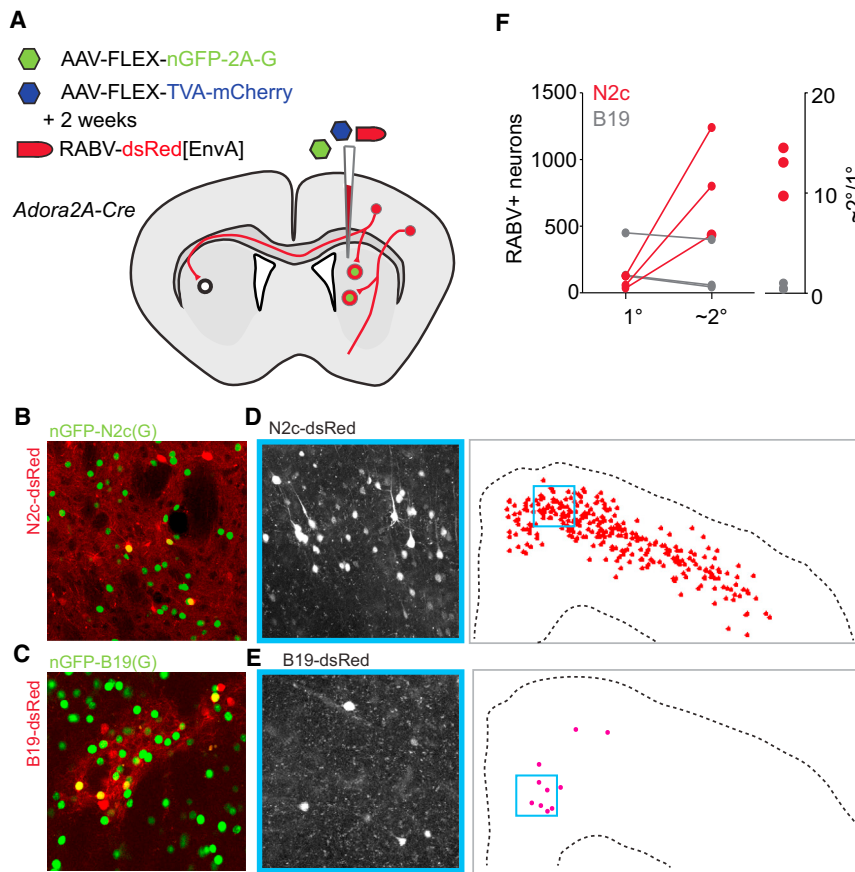 A
AAV-FLEX-nGFP-2A-G
AAV-FLEX-TVA-mCherry
+ 2 weeks
RABV-dsRed[EnvA]
Adora2A-Cre
F
N2c
B19
1500
1000
500
0
RABV+ neurons
1°
~2°
20
10
0
~2°/1°
B
nGFP-N2c(G)
N2c-dsRed
C
nGFP-B19(G)
B19-dsRed
D
N2c-dsRed
E
B19-dsRed